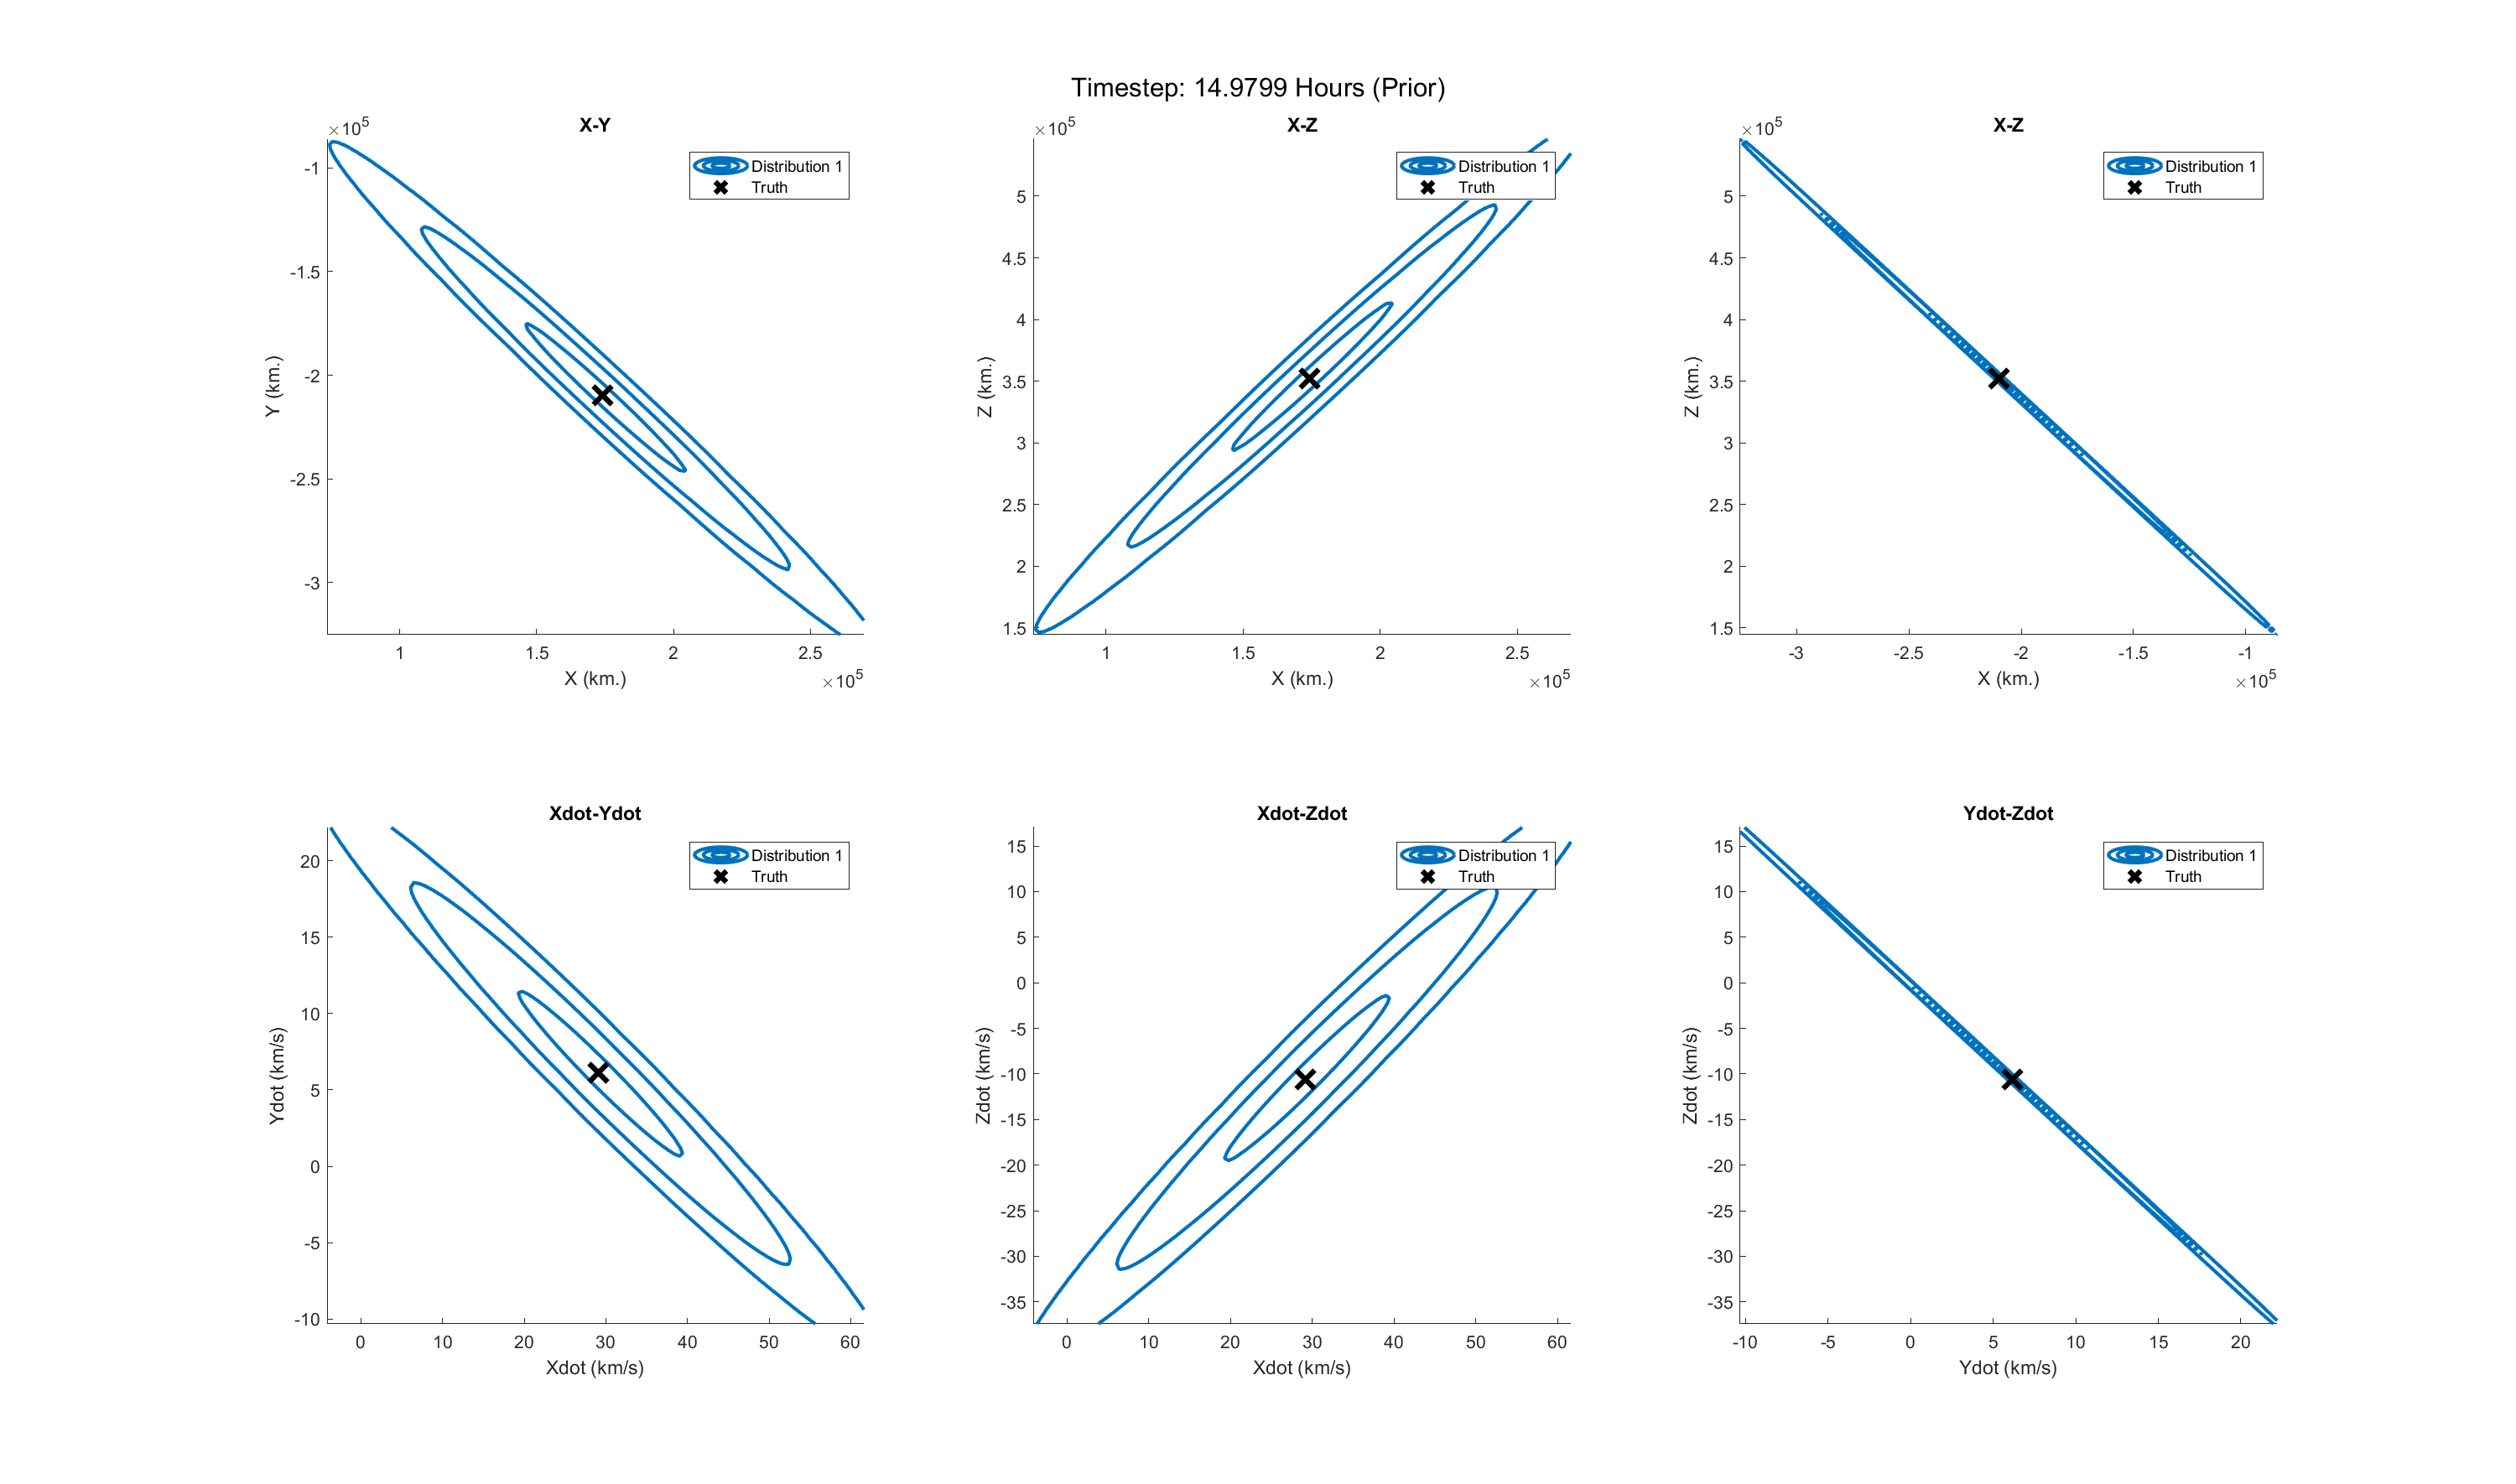 Timestep: 14.9799 Hours (Prior)
X-Y
×10^5
Distribution 1
Truth
-1
-1.5
-2
-2.5
-3
Y (km.)
1 1.5 2 2.5
X (km.)
×10^5
X-Z
×10^5
Distribution 1
Truth
5
4.5
4
3.5
3
2.5
2
1.5
Z (km.)
1 1.5 2 2.5
X (km.)
×10^5
X-Z
×10^5
Distribution 1
Truth
5
4.5
4
3.5
3
2.5
2
1.5
Z (km.)
-3 -2.5 -2 -1.5 -1
X (km.)
×10^5
Xdot-Ydot
Distribution 1
Truth
20
15
10
5
0
-5
-10
Ydot (km/s)
0 10 20 30 40 50 60
Xdot (km/s)
Xdot-Zdot
Distribution 1
Truth
15
10
5
0
-5
-10
-15
-20
-25
-30
-35
Zdot (km/s)
0 10 20 30 40 50 60
Xdot (km/s)
Ydot-Zdot
Distribution 1
Truth
15
10
5
0
-5
-10
-15
-20
-25
-30
-35
Zdot (km/s)
-10 -5 0 5 10 15 20
Ydot (km/s)